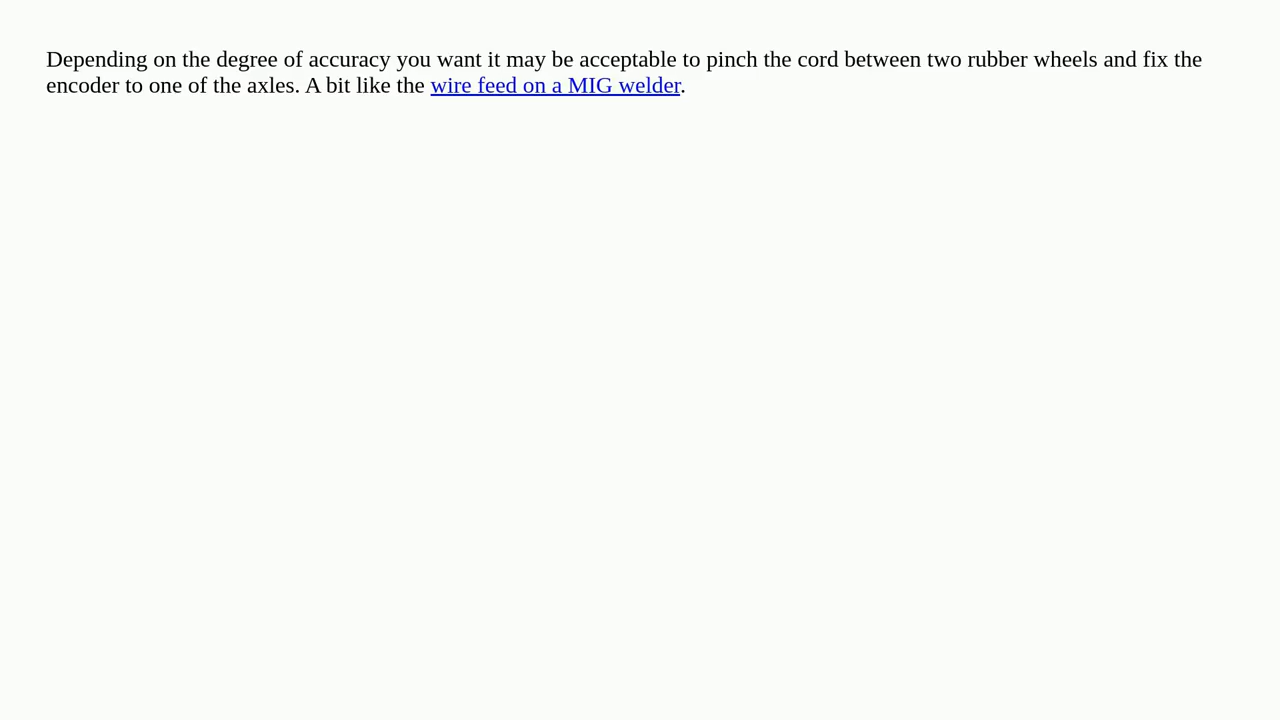 Depending on the degree of accuracy you want it may be acceptable to pinch the cord between two rubber wheels and fix the
encoder to one of the axles. A bit like the wire feed on a MIG welder.